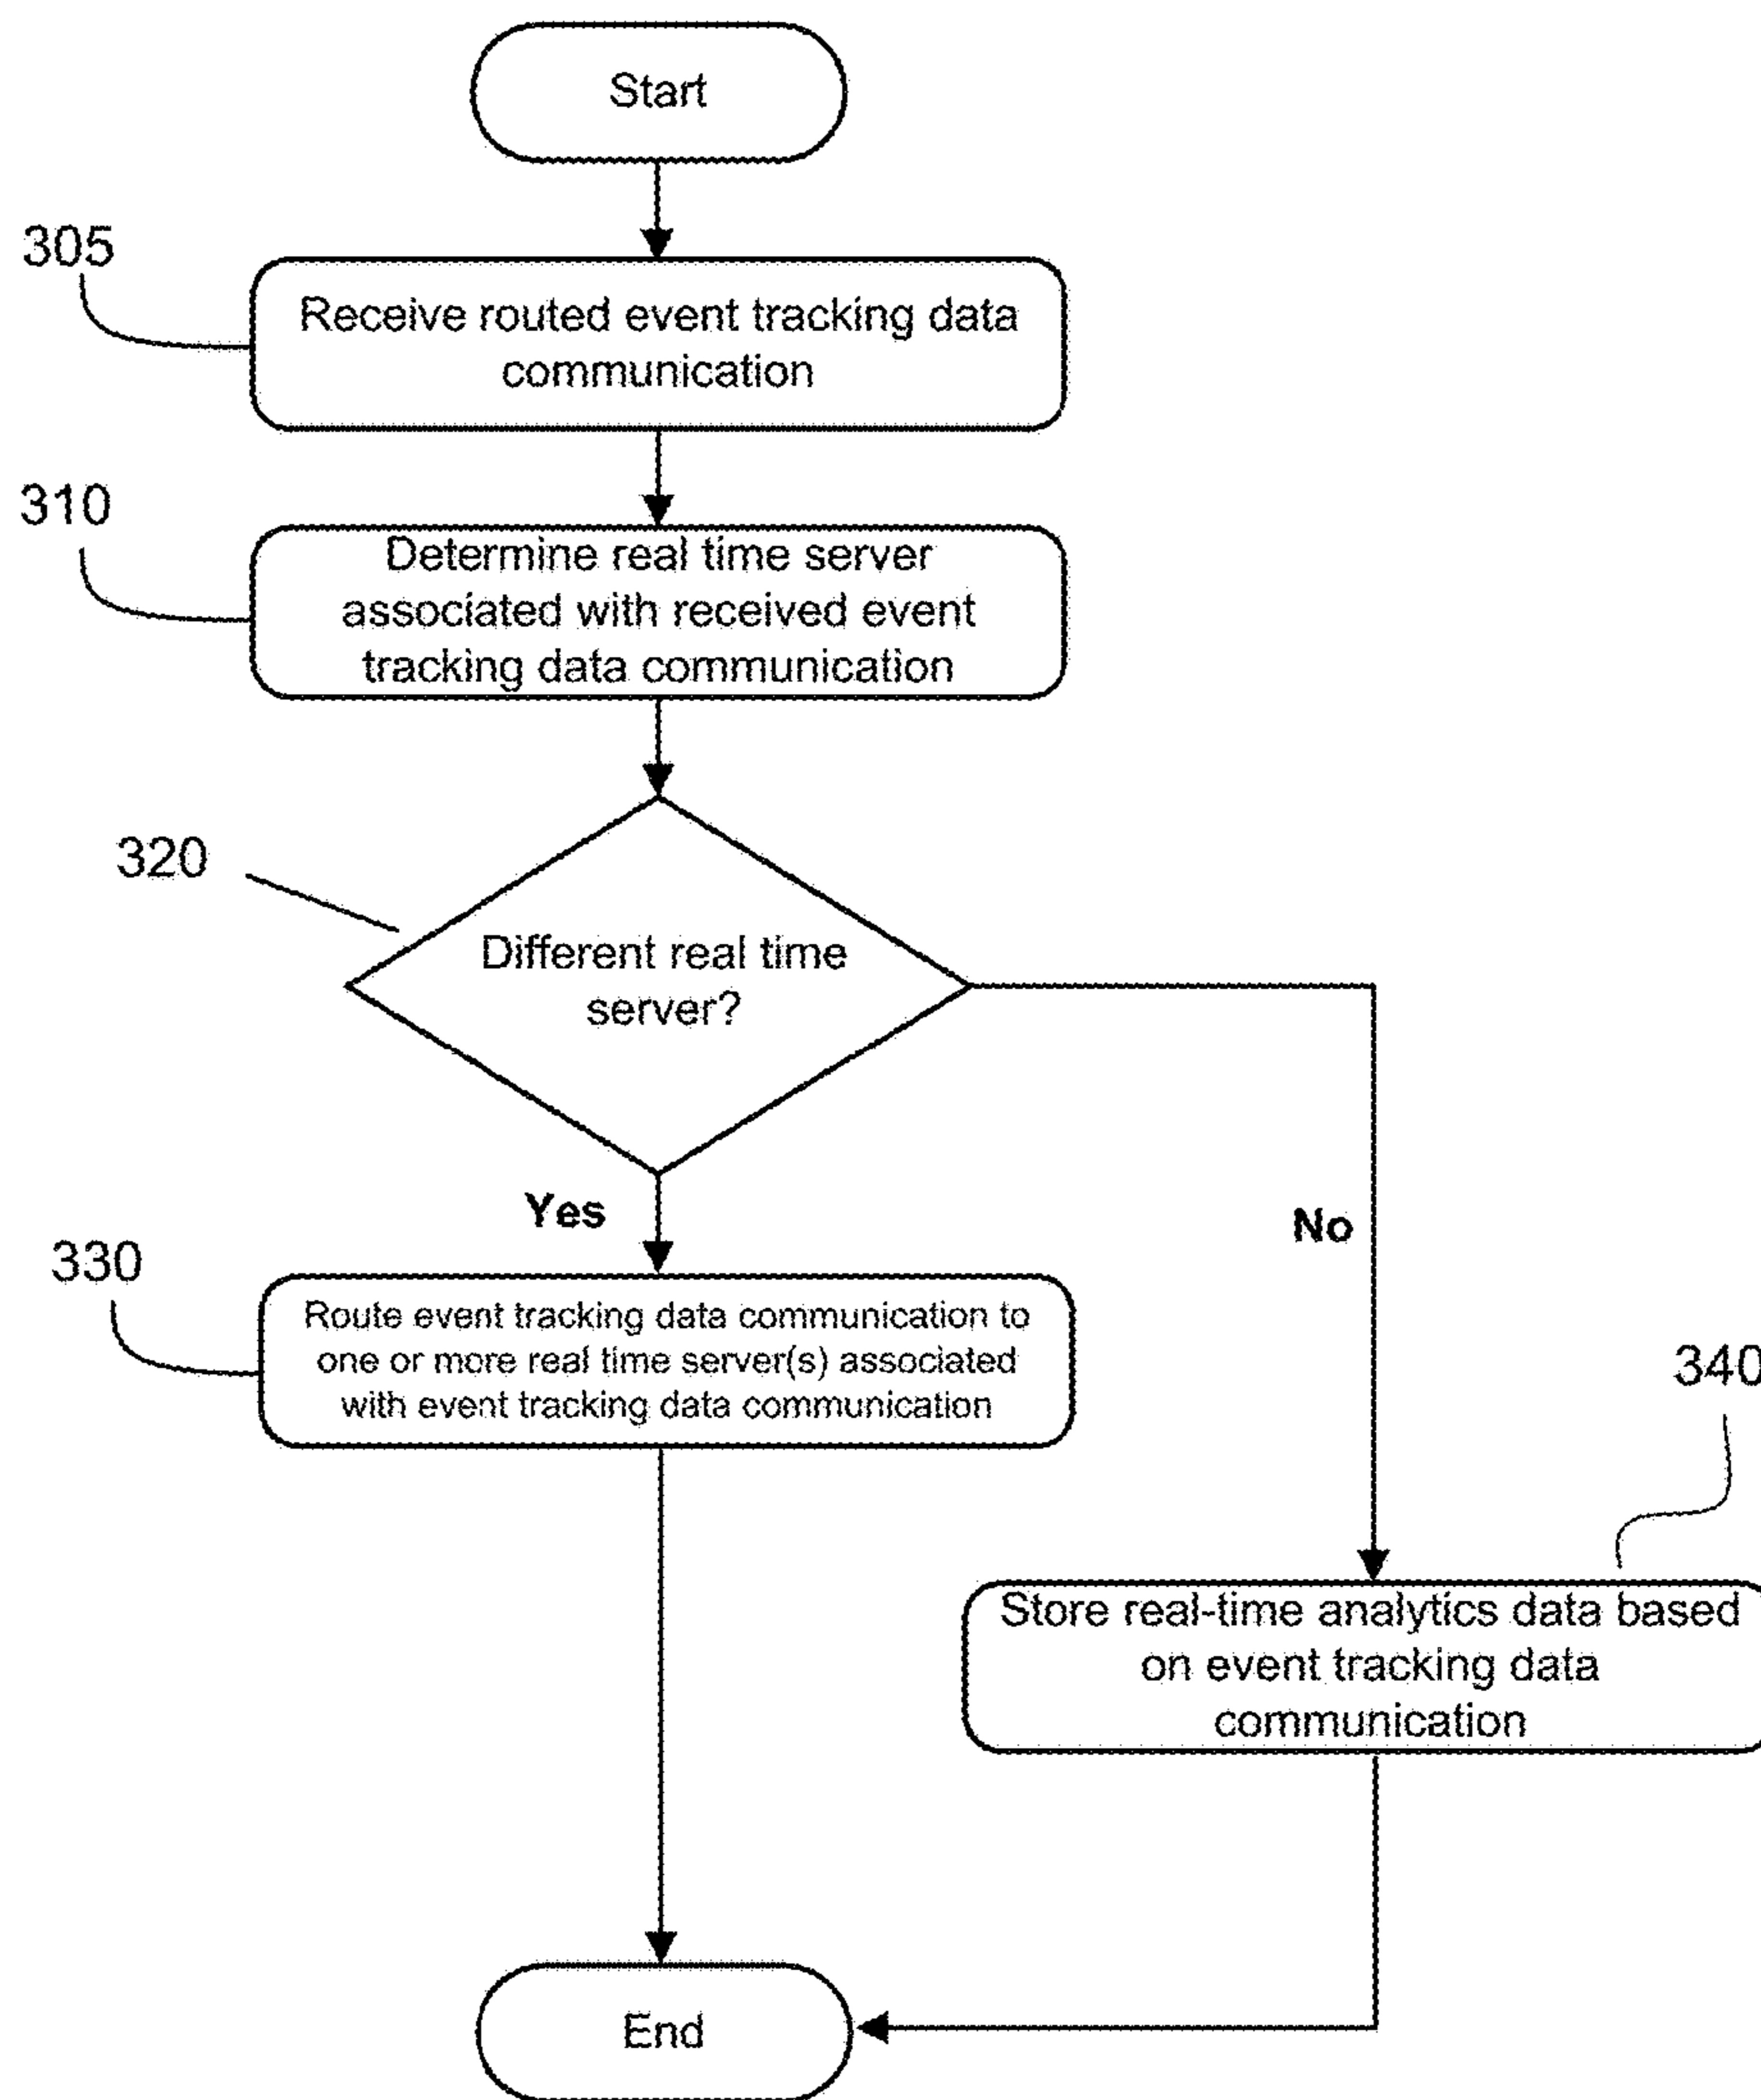 Start
305
Receive routed event tracking data
communication
310
Determine real time server
associated with received event
tracking data communication
320
Different real time
server?
Yes
No
330
Route event tracking data communication to
one or more real time server(s) associated
with event tracking data communication
340
Store real-time analytics data based
on event tracking data
communication
End